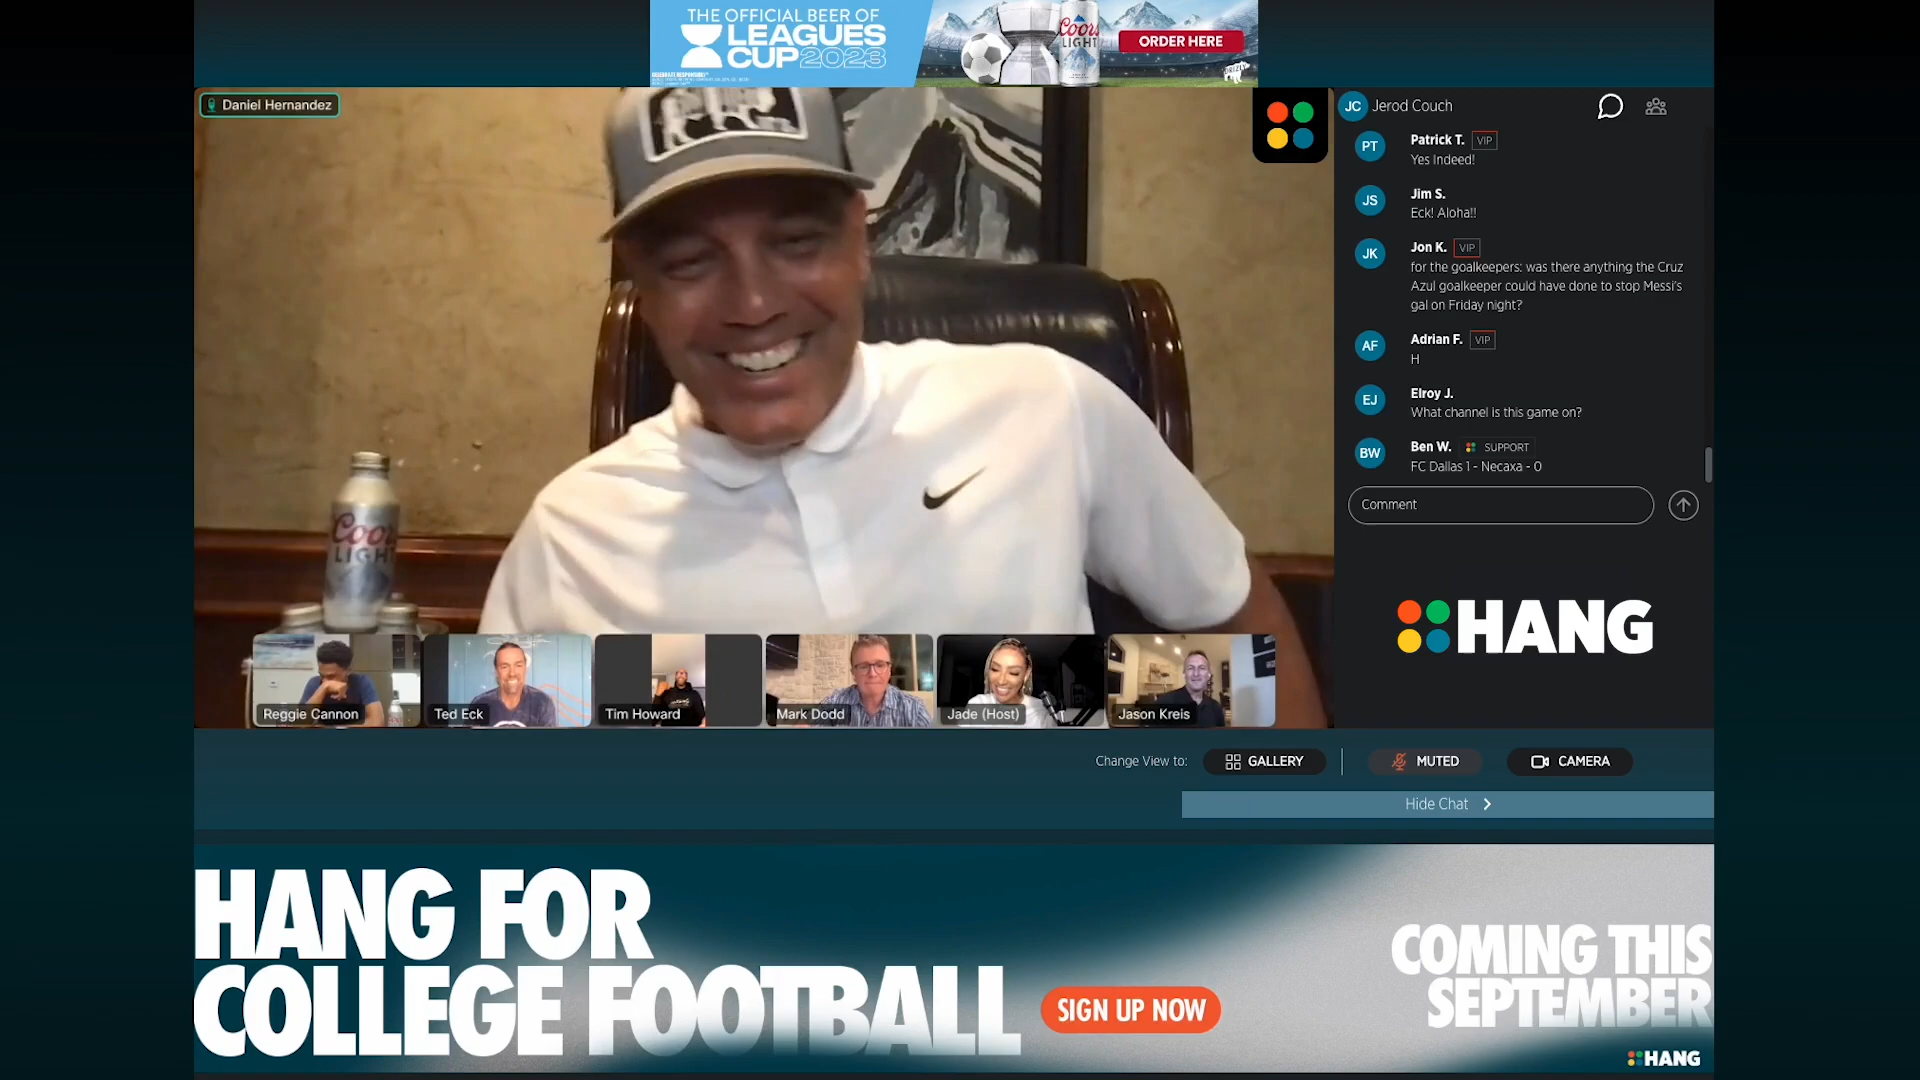 THE OFFICIAL BEER OF
LEAGUES
CUP 2023
CELEBRATE RESPONSIBLY
Coors
LIGHT
ORDER HERE
Daniel Hernandez
JC Jerod Couch
PT Patrick T. VIP
Yes Indeed!
JS Jim S.
Eck! Aloha!!
JK Jon K. VIP
for the goalkeepers: was there anything the Cruz
Azul goalkeeper could have done to stop Messi's
gal on Friday night?
AF Adrian F. VIP
H
EJ Elroy J.
What channel is this game on?
BW Ben W. SUPPORT
FC Dallas 1 - Necaxa - 0
Comment
Coors
LIGHT
HANG
Reggie Cannon
Ted Eck
Tim Howard
Mark Dodd
Jade (Host)
Jason Kreis
Change View to: GALLERY MUTED CAMERA
Hide Chat
HANG FOR
COLLEGE FOOTBALL
SIGN UP NOW
COMING THIS
SEPTEMBER
HANG